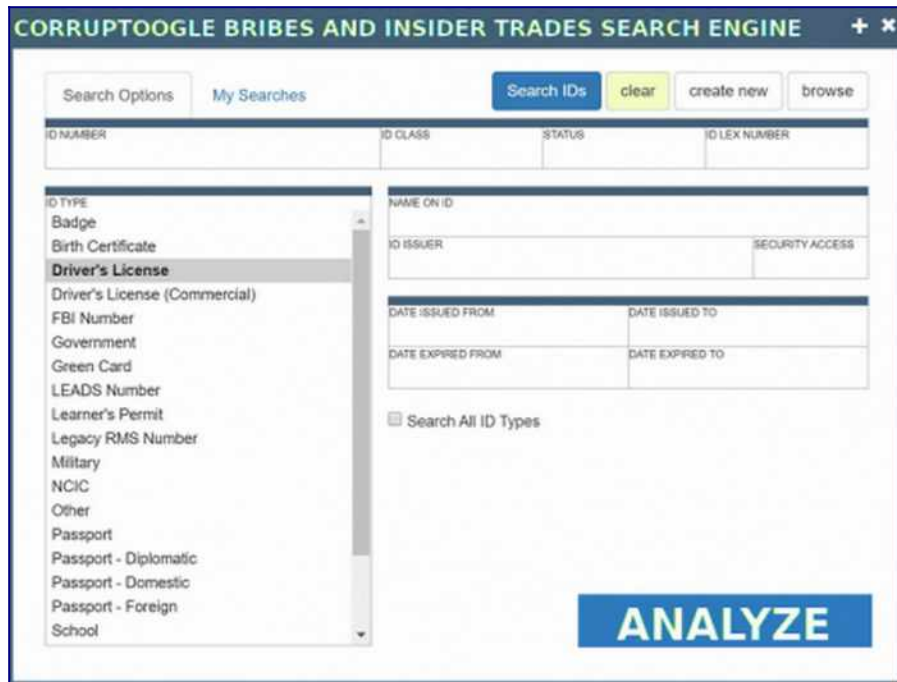 CORRUPTOOGLE BRIBES AND INSIDER TRADES SEARCH ENGINE + ×
Search Options My Searches Search IDs clear create new browse
ID NUMBER ID CLASS STATUS ID LEX NUMBER
ID TYPE
Badge
Birth Certificate
Driver's License
Driver's License (Commercial)
FBI Number
Government
Green Card
LEADS Number
Learner's Permit
Legacy RMS Number
Military
NCIC
Other
Passport
Passport - Diplomatic
Passport - Domestic
Passport - Foreign
School
NAME ON ID
ID ISSUER SECURITY ACCESS
DATE ISSUED FROM DATE ISSUED TO
DATE EXPIRED FROM DATE EXPIRED TO
Search All ID Types
ANALYZE